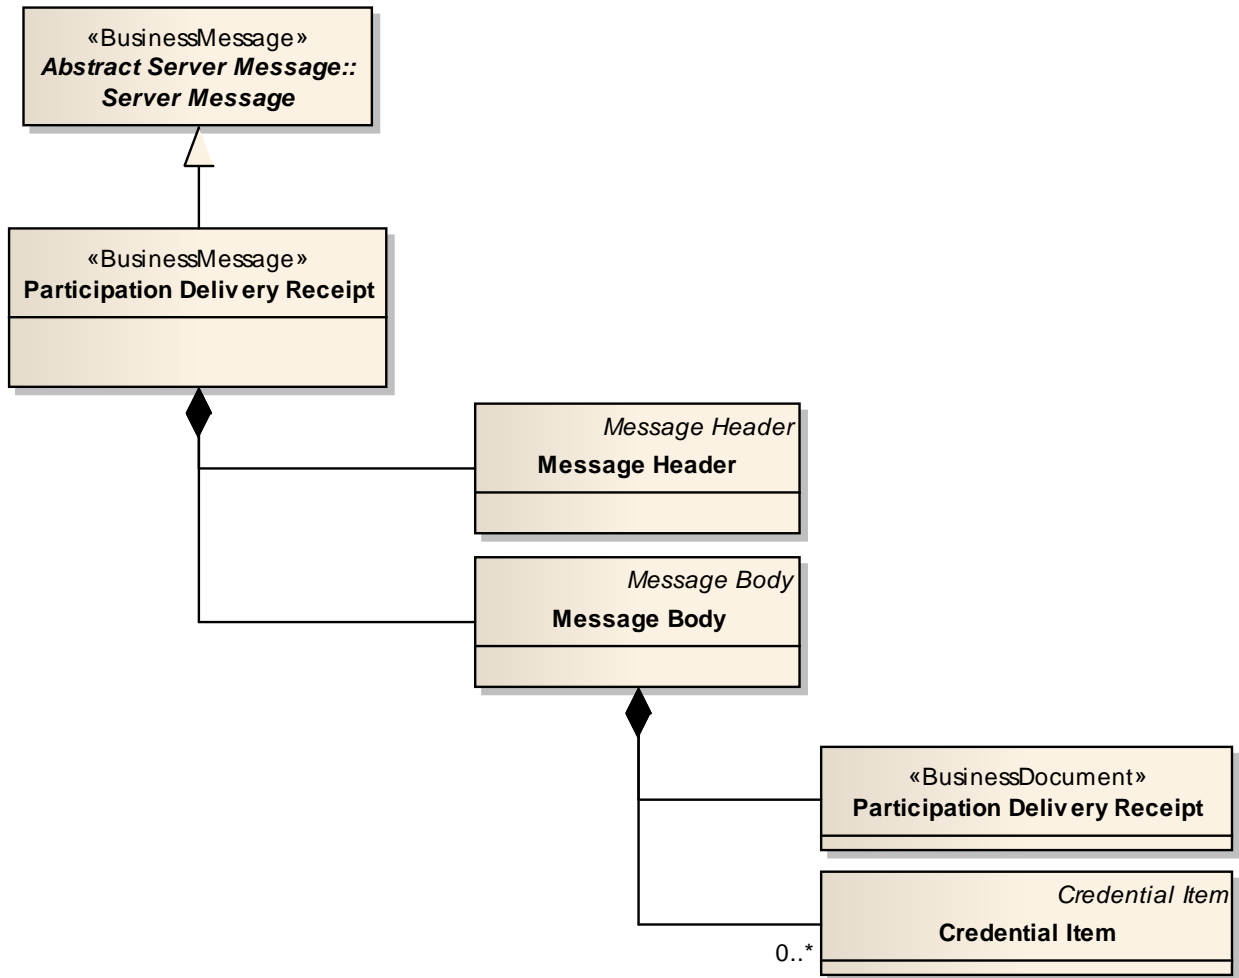 «BusinessMessage»
Abstract Server Message::
Server Message
«BusinessMessage»
Participation Delivery Receipt
Message Header
Message Header
Message Body
Message Body
«BusinessDocument»
Participation Delivery Receipt
Credential Item
Credential Item
0..*